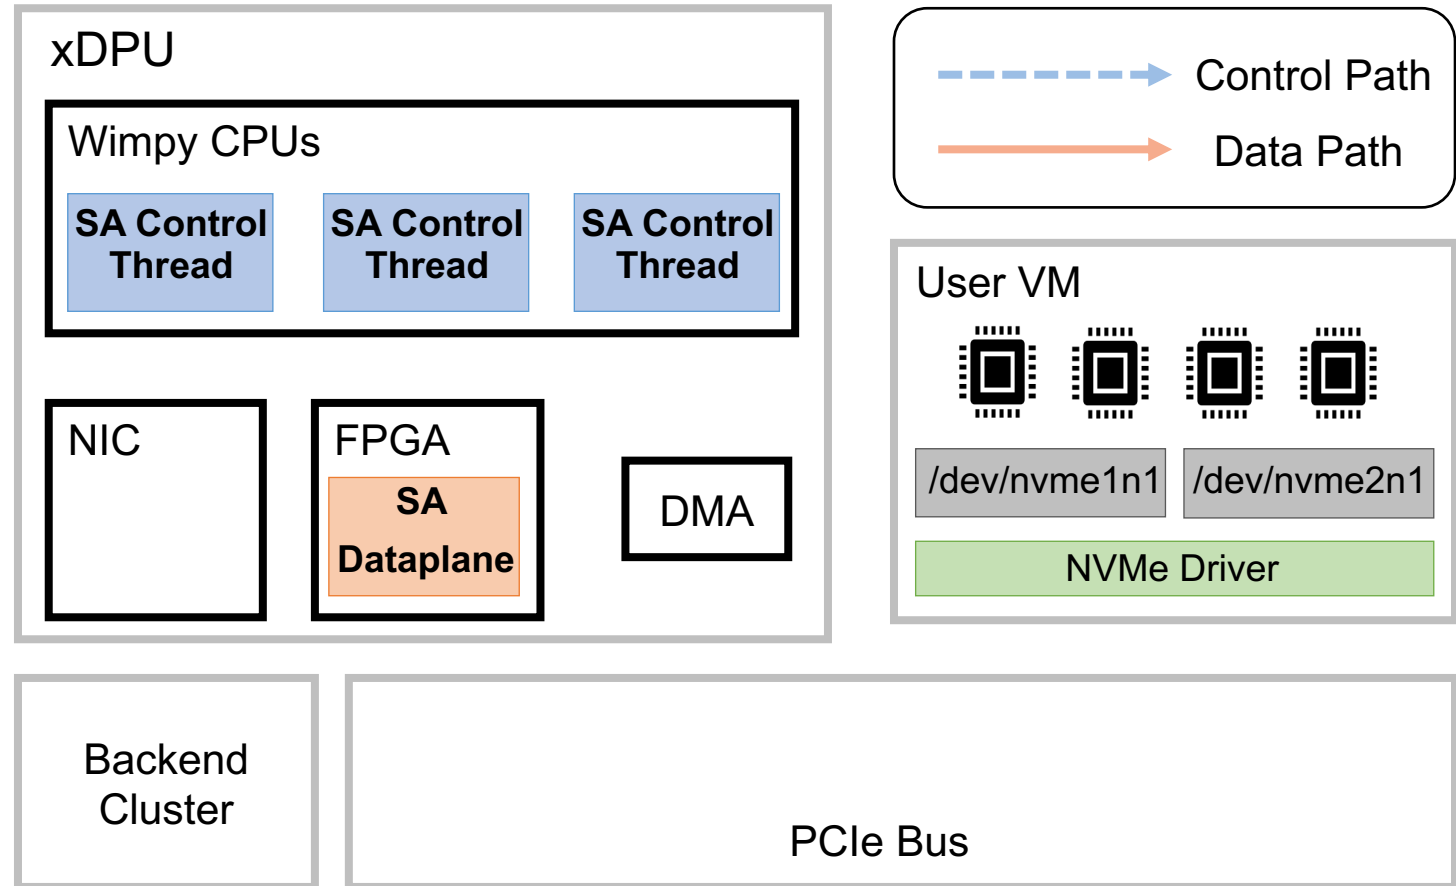 xDPU
Wimpy CPUs
SA Control
Thread
SA Control
Thread
SA Control
Thread
NIC
FPGA
SA
Dataplane
DMA
Control Path
Data Path
User VM
/dev/nvme1n1
/dev/nvme2n1
NVMe Driver
Backend
Cluster
PCIe Bus